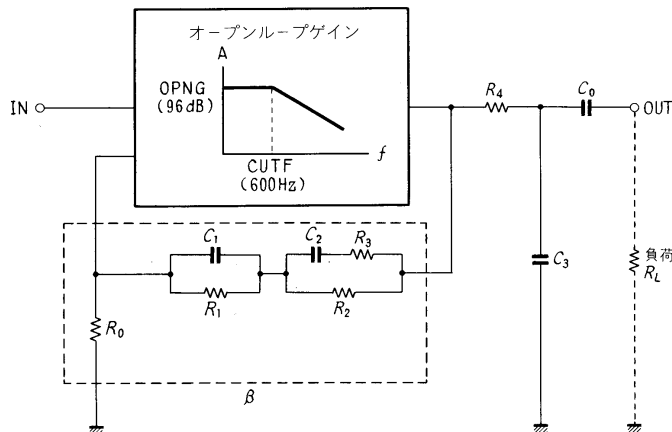 オープンループゲイン
A
OPNG
(96dB)
f
CUTF
(600Hz)
IN
R4
C0
OUT
C1
R1
C2
R3
R2
C3
負荷
RL
R0
β